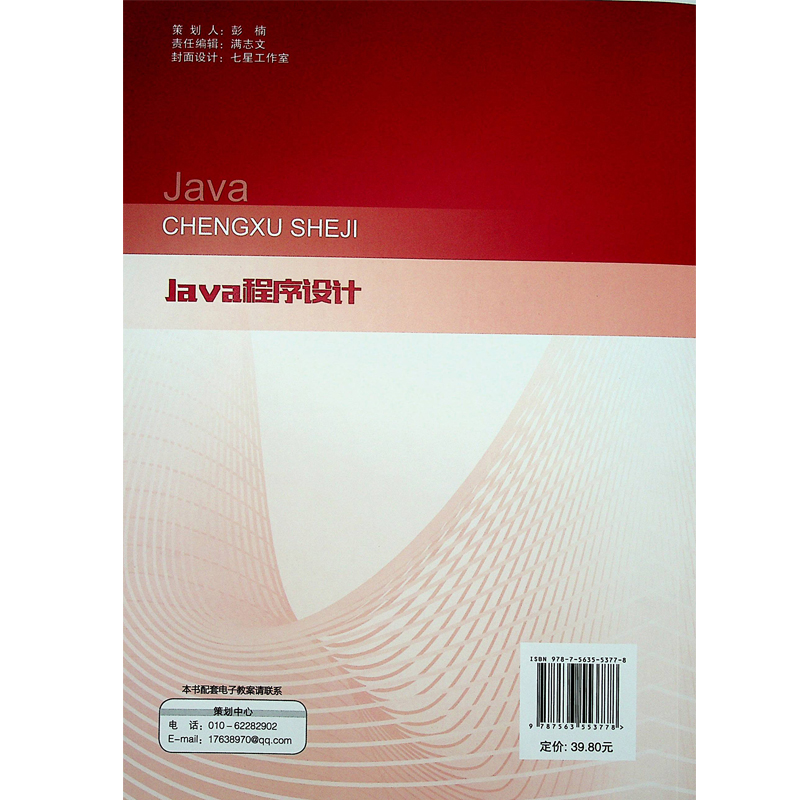 策 划 人：彭　楠
责任编辑：满志文
封面设计：七星工作室
Java
CHENGXU SHEJI
Java程序设计
本书配套电子教案请联系
策划中心
电　话：010－62282902
E-mail：17638970@qq.com
ISBN 978-7-5635-5377-8
9 787563 553778 >
定价: 39.80元